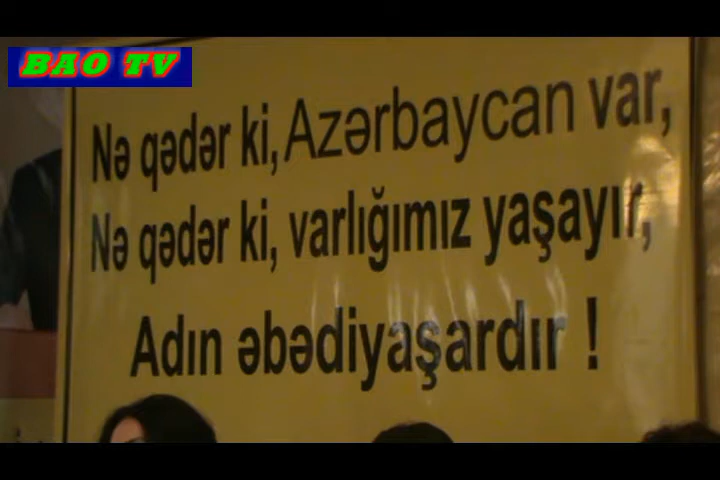 BAO TV
Nə qədər ki, Azərbaycan var,
Nə qədər ki, varlığımız yaşayır,
Adın əbədiyaşardır !